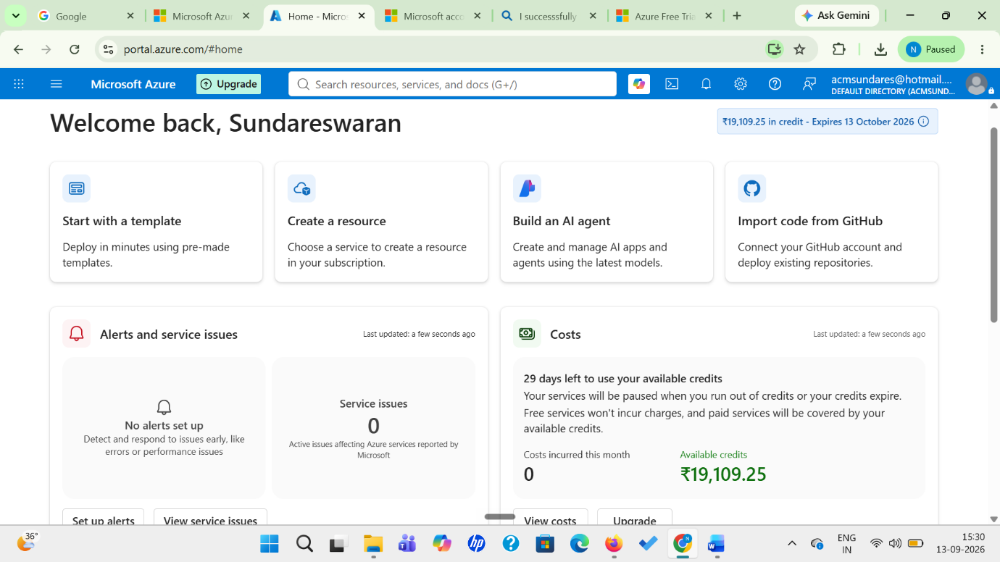 Google
Microsoft Azu
Home - Micros
Microsoft acc
I successsfully
Azure Free Tria
Ask Gemini
portal.azure.com/#home
N
Paused
Microsoft Azure
Upgrade
Search resources, services, and docs (G+/)
acmsundares@hotmail....
DEFAULT DIRECTORY (ACMSUND...
Welcome back, Sundareswaran
₹19,109.25 in credit - Expires 13 October 2026
Start with a template
Deploy in minutes using pre-made
templates.
Create a resource
Choose a service to create a resource
in your subscription.
Build an AI agent
Create and manage AI apps and
agents using the latest models.
Import code from GitHub
Connect your GitHub account and
deploy existing repositories.
Alerts and service issues
Last updated: a few seconds ago
No alerts set up
Detect and respond to issues early, like
errors or performance issues
Service issues
0
Active issues affecting Azure services reported by
Microsoft
Set up alerts
View service issues
Costs
Last updated: a few seconds ago
29 days left to use your available credits
Your services will be paused when you run out of credits or your credits expire.
Free services won't incur charges, and paid services will be covered by your
available credits.
Costs incurred this month
0
Available credits
₹19,109.25
View costs
Upgrade
36°
ENG
IN
15:30
13-09-2026